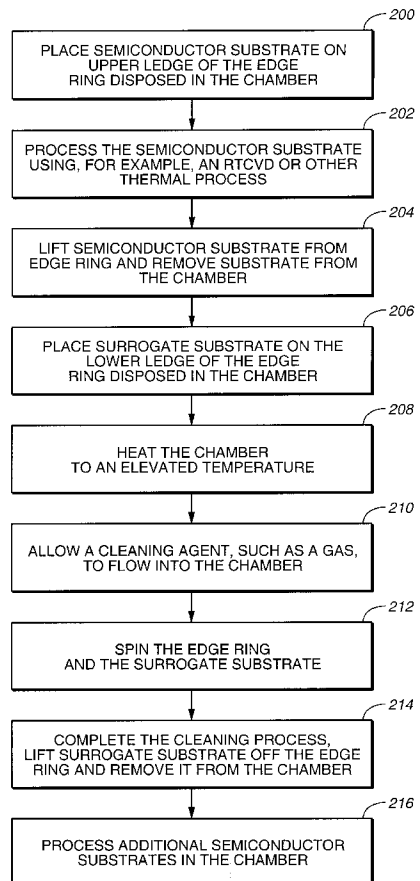 200
PLACE SEMICONDUCTOR SUBSTRATE ON
UPPER LEDGE OF THE EDGE
RING DISPOSED IN THE CHAMBER
202
PROCESS THE SEMICONDUCTOR SUBSTRATE
USING, FOR EXAMPLE, AN RTCVD OR OTHER
THERMAL PROCESS
204
LIFT SEMICONDUCTOR SUBSTRATE FROM
EDGE RING AND REMOVE SUBSTRATE FROM
THE CHAMBER
206
PLACE SURROGATE SUBSTRATE ON THE
LOWER LEDGE OF THE EDGE
RING DISPOSED IN THE CHAMBER
208
HEAT THE CHAMBER
TO AN ELEVATED TEMPERATURE
210
ALLOW A CLEANING AGENT, SUCH AS A GAS,
TO FLOW INTO THE CHAMBER
212
SPIN THE EDGE RING
AND THE SURROGATE SUBSTRATE
214
COMPLETE THE CLEANING PROCESS,
LIFT SURROGATE SUBSTRATE OFF THE EDGE
RING AND REMOVE IT FROM THE CHAMBER
216
PROCESS ADDITIONAL SEMICONDUCTOR
SUBSTRATES IN THE CHAMBER